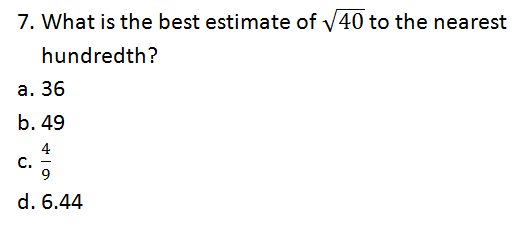 7. What is the best estimate of √40 to the nearest
hundredth?
a. 36
b. 49
c. 4/9
d. 6.44